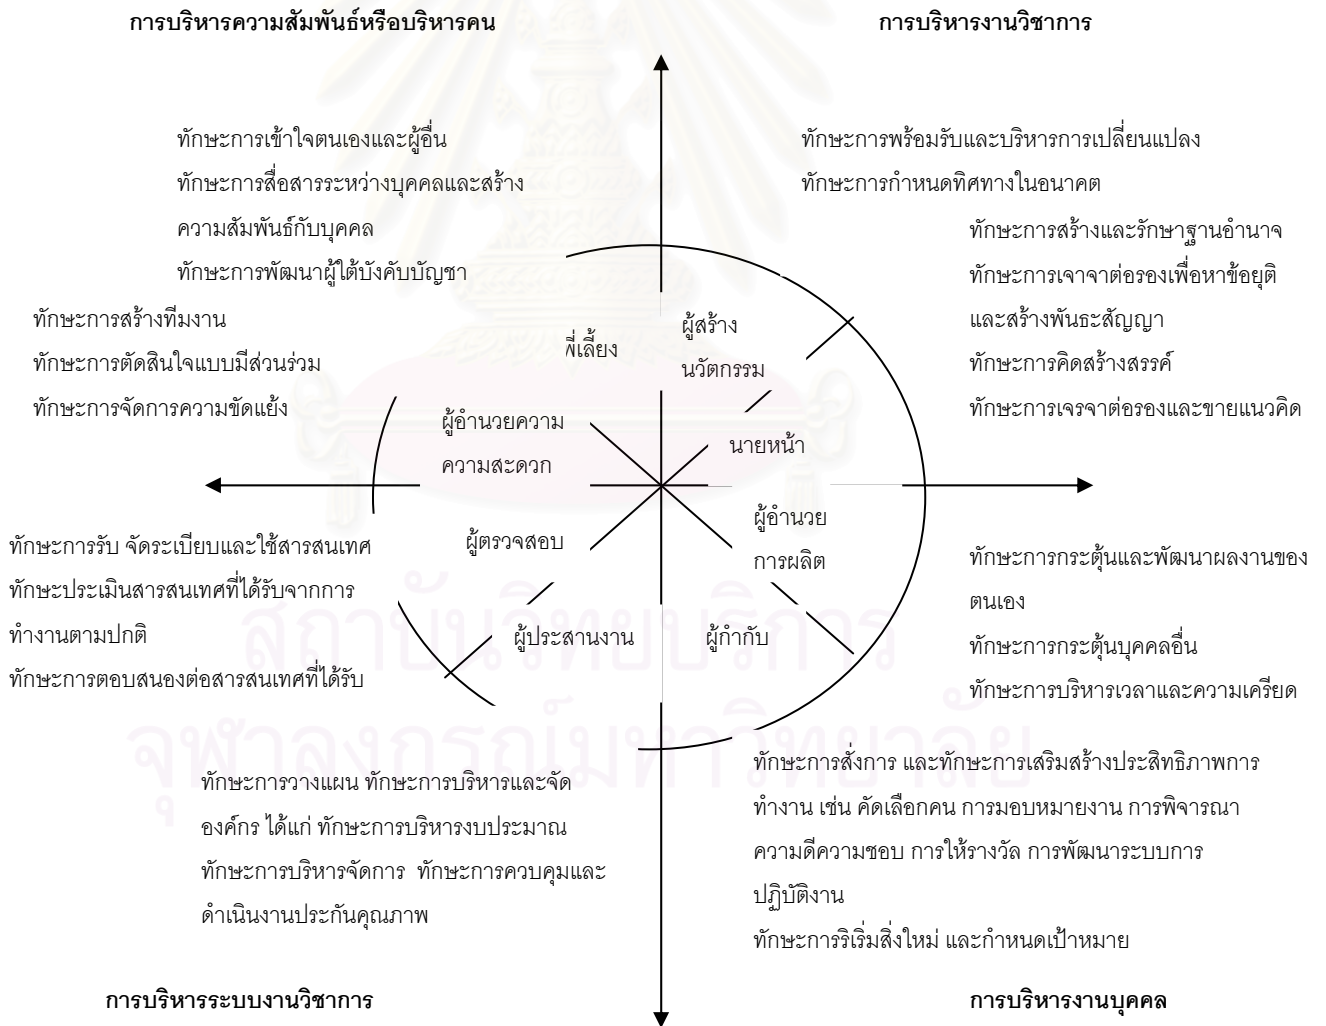 การบริหารความสัมพันธ์หรือบริหารคน
การบริหารงานวิชาการ
ทักษะการเข้าใจตนเองและผู้อื่น
ทักษะการสื่อสารระหว่างบุคคลและสร้าง
ความสัมพันธ์กับบุคคล
ทักษะการพัฒนาผู้ใต้บังคับบัญชา
ทักษะการพร้อมรับและบริหารการเปลี่ยนแปลง
ทักษะการกำหนดทิศทางในอนาคต
ทักษะการสร้างและรักษาฐานอำนาจ
ทักษะการเจาจาต่อรองเพื่อหาข้อยุติ
และสร้างพันธะสัญญา
ทักษะการคิดสร้างสรรค์
ทักษะการเจรจาต่อรองและขายแนวคิด
ทักษะการสร้างทีมงาน
ทักษะการตัดสินใจแบบมีส่วนร่วม
ทักษะการจัดการความขัดแย้ง
พี่เลี้ยง
ผู้สร้าง
นวัตกรรม
ผู้อำนวยความ
ความสะดวก
นายหน้า
ผู้ตรวจสอบ
ผู้อำนวย
การผลิต
ผู้ประสานงาน
ผู้กำกับ
ทักษะการรับ จัดระเบียบและใช้สารสนเทศ
ทักษะประเมินสารสนเทศที่ได้รับจากการ
ทำงานตามปกติ
ทักษะการตอบสนองต่อสารสนเทศที่ได้รับ
ทักษะการกระตุ้นและพัฒนาผลงานของ
ตนเอง
ทักษะการกระตุ้นบุคคลอื่น
ทักษะการบริหารเวลาและความเครียด
สถาบันวิทยบริการ
จุฬาลงกรณ์มหาวิทยาลัย
ทักษะการวางแผน ทักษะการบริหารและจัด
องค์กร ได้แก่ ทักษะการบริหารงบประมาณ
ทักษะการบริหารจัดการ ทักษะการควบคุมและ
ดำเนินงานประกันคุณภาพ
ทักษะการสั่งการ และทักษะการเสริมสร้างประสิทธิภาพการ
ทำงาน เช่น คัดเลือกคน การมอบหมายงาน การพิจารณา
ความดีความชอบ การให้รางวัล การพัฒนาระบบการ
ปฏิบัติงาน
ทักษะการริเริ่มสิ่งใหม่ และกำหนดเป้าหมาย
การบริหารระบบงานวิชาการ
การบริหารงานบุคคล